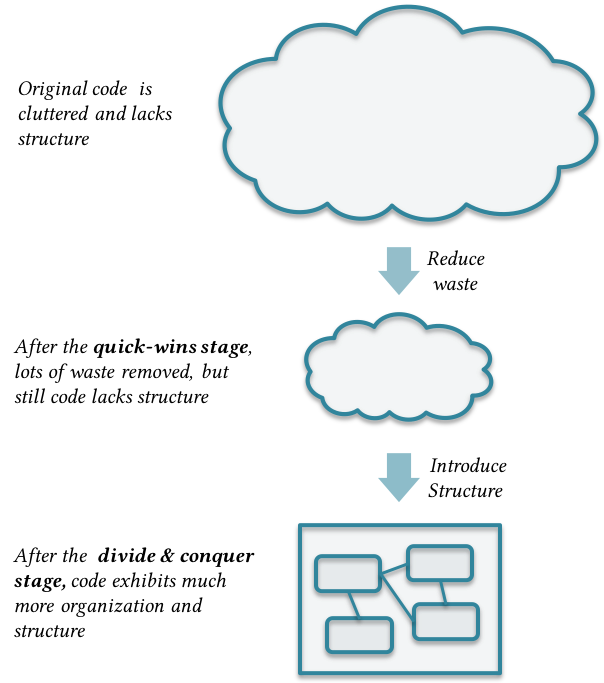 Original code is
cluttered and lacks
structure
Reduce
waste
After the quick-wins stage,
lots of waste removed, but
still code lacks structure
Introduce
Structure
After the divide & conquer
stage, code exhibits much
more organization and
structure